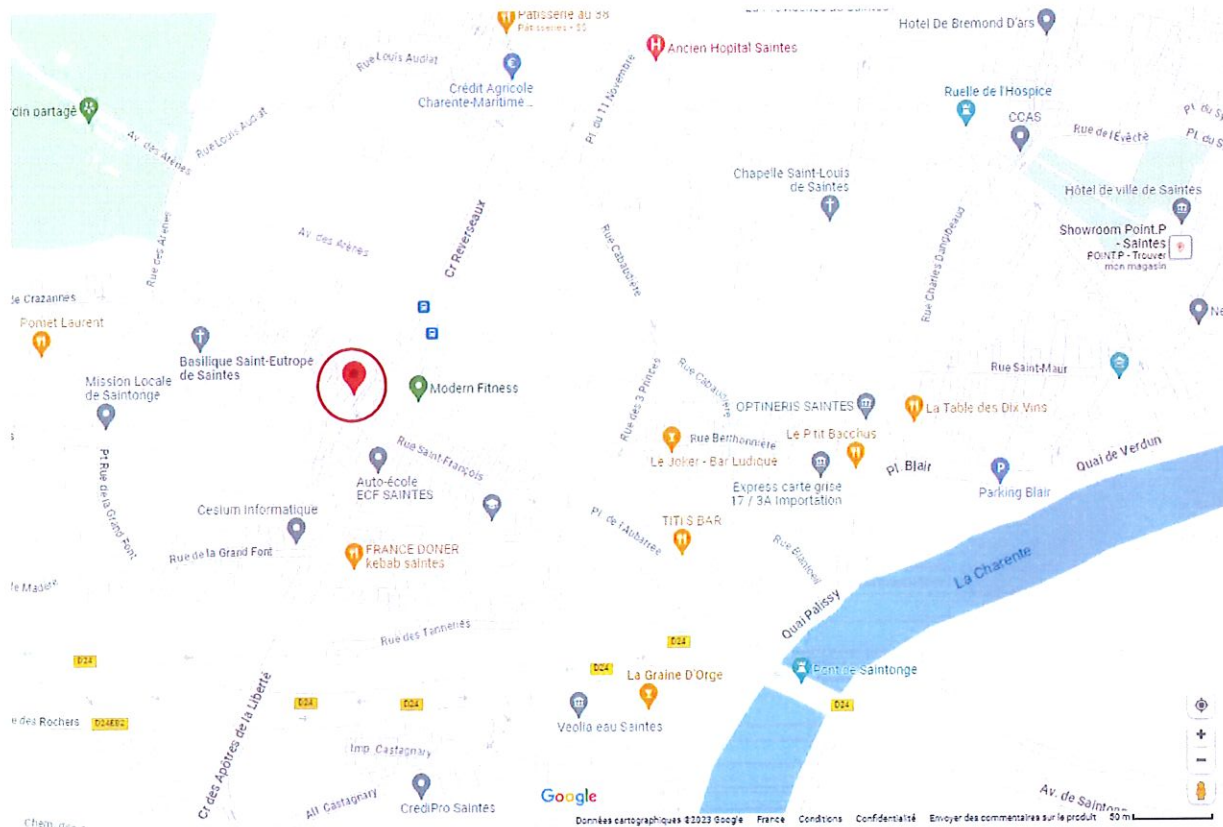 Patisserie au 38
Pâtisseries • $$
Hôtel De Bremond D'ars
Rue Louis Audiat
Ancien Hopital Saintes
Crédit Agricole
Charente-Maritime ...
Pl. du 11 Novembre
Ruelle de l'Hospice
CCAS
Rue de l'Évêché
rdin partagé
Av. des Arènes
Rue Louis Audiat
Chapelle Saint-Louis
de Saintes
Hôtel de ville de Saintes
Rue des Arènes
Av. des Arènes
Cr Reverseaux
Rue Cabaudière
Rue Charles Dangibeaud
Showroom Point.P
- Saintes
POINT.P - Trouver
mon magasin
de Crazannes
Pomet Laurent
Basilique Saint-Eutrope
de Saintes
Mission Locale
de Saintonge
Modern Fitness
Rue des 3 Princes
Rue Cabaudière
Rue Saint-Maur
OPTINERIS SAINTES
La Table des Dix Vins
Rue Berthonnière
Le P'tit Bacchus
Le Joker - Bar Ludique
Pl. Blair
Quai de Verdun
Express carte grise
17 / 3A Importation
Parking Blair
Rue Saint-François
Auto-école
ECF SAINTES
Pt Rue de la Grand Font
Cesium Informatique
Rue de la Grand Font
FRANCE DONER
kebab saintes
Pl. de l'Aubarrée
TITI S BAR
Rue Blanloeil
La Charente
Quai Palissy
Rue des Tanneries
D24
D24
Pont de Saintonge
La Graine D'Orge
D24
D24
D24
e des Rochers
D24EB2
Veolia eau Saintes
Cr des Apôtres de la Liberté
Imp. Castagnary
All. Castagnary
CrediPro Saintes
Google
Av. de Saintonge
Données cartographiques ©2023 Google France Conditions Confidentialité Envoyer des commentaires sur le produit 50 m